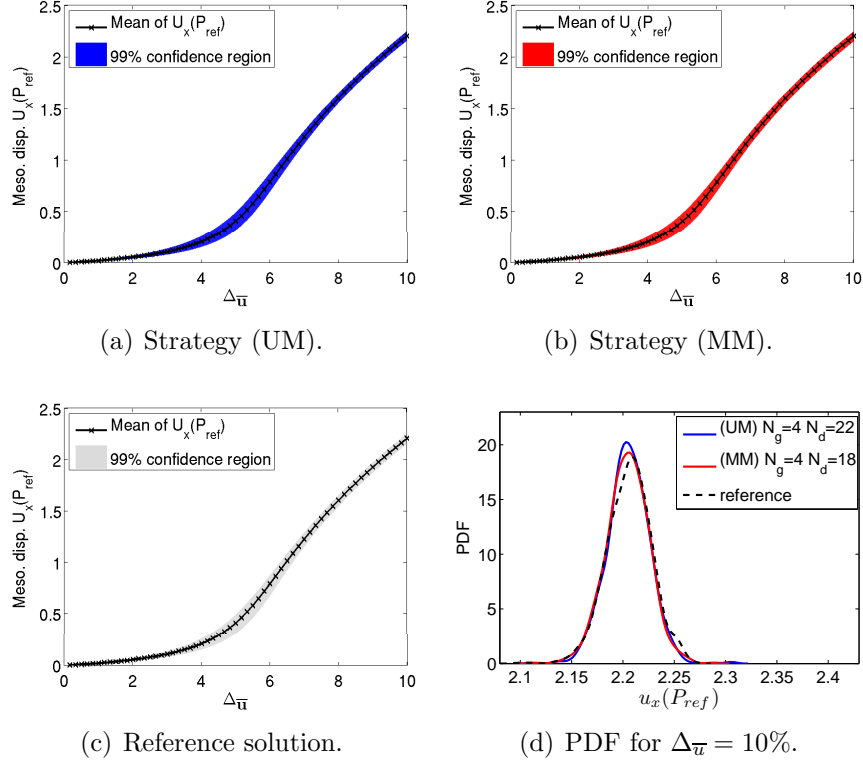 Mean of U_x(P_ref)
99% confidence region
Meso. disp. U_x(P_ref)
2.5
2
1.5
1
0.5
0
0 2 4 6 8 10
Δ_u̅
(a) Strategy (UM).
Mean of U_x(P_ref)
99% confidence region
Meso. disp. U_x(P_ref)
2.5
2
1.5
1
0.5
0
0 2 4 6 8 10
Δ_u̅
(b) Strategy (MM).
Mean of U_x(P_ref)
99% confidence region
Meso. disp. U_x(P_ref)
2.5
2
1.5
1
0.5
0
0 2 4 6 8 10
Δ_u̅
(c) Reference solution.
(UM) N_g=4 N_d=22
(MM) N_g=4 N_d=18
reference
PDF
20
15
10
5
0
2.1 2.15 2.2 2.25 2.3 2.35 2.4
u_x(P_ref)
(d) PDF for Δ_u̅ = 10%.